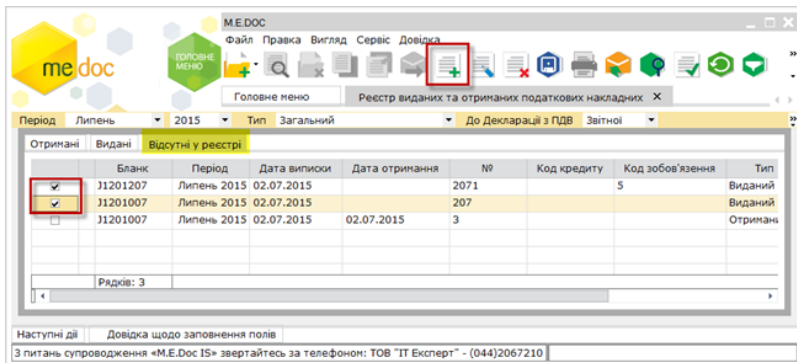 M.E.DOC
Файл Правка Вигляд Сервіс Довідка
me doc
ГОЛОВНЕ МЕНЮ
Головне меню Реєстр виданих та отриманих податкових накладних X
Період Липень 2015 Тип Загальний До Декларації з ПДВ Звітної
Отримані Видані Відсутні у реєстрі
Бланк Період Дата виписки Дата отримання № Код кредиту Код зобов'язення Тип
J1201207 Липень 2015 02.07.2015 2071 5 Виданий
J1201007 Липень 2015 02.07.2015 207 Виданий
J1201007 Липень 2015 02.07.2015 02.07.2015 3 Отримани
Рядків: 3
Наступні дії Довідка щодо заповнення полів
З питань супроводження «M.E.Doc IS» звертайтесь за телефоном: ТОВ "ІТ Експерт" - (044)2067210